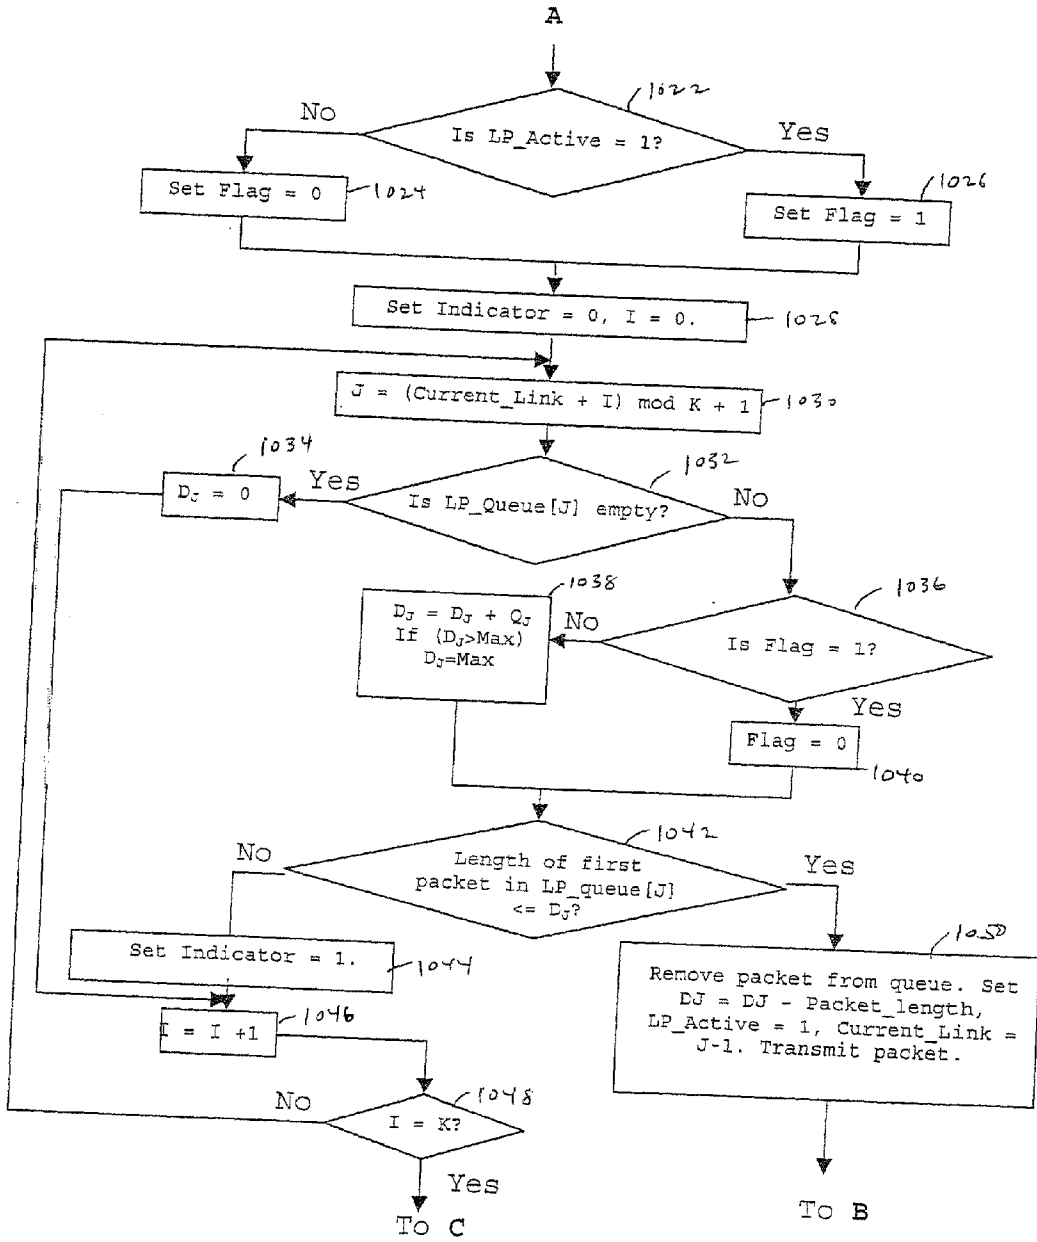 A
1022
No
Is LP_Active = 1?
Yes
Set Flag = 0
1024
1026
Set Flag = 1
Set Indicator = 0, I = 0.
1028
J = (Current_Link + I) mod K + 1
1030
1034
D_J = 0
Yes
1032
Is LP_Queue[J] empty?
No
1038
D_J = D_J + Q_J
If (D_J>Max)
D_J=Max
No
1036
Is Flag = 1?
Yes
Flag = 0
1040
1042
No
Length of first
packet in LP_queue[J]
<= D_J?
Yes
Set Indicator = 1.
1044
1050
Remove packet from queue. Set
DJ = DJ - Packet_length,
LP_Active = 1, Current_Link =
J-1. Transmit packet.
I = I +1
1046
No
1048
I = K?
Yes
To C
To B